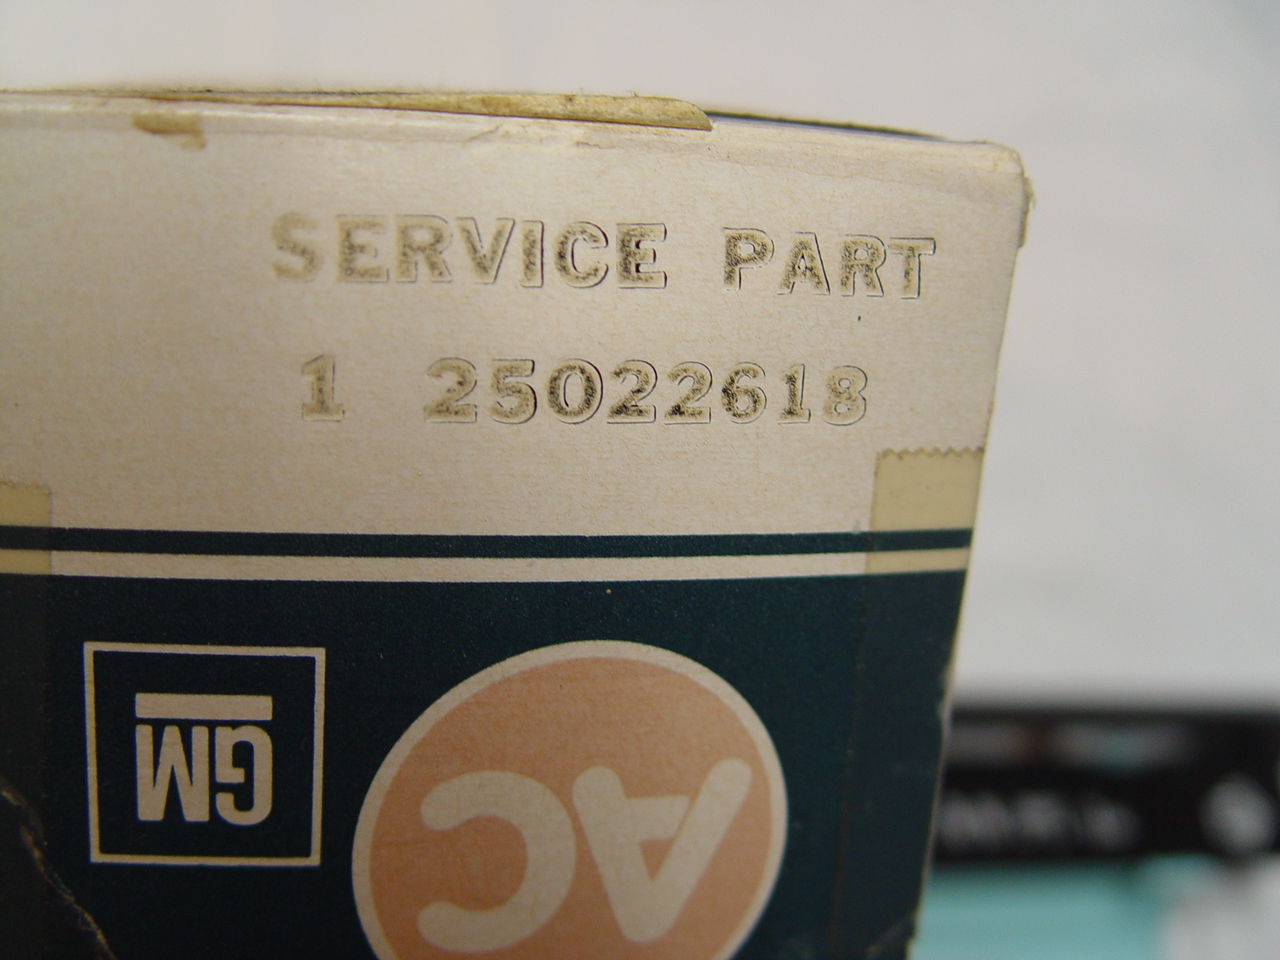 SERVICE PART
1 25022618
GM
AC